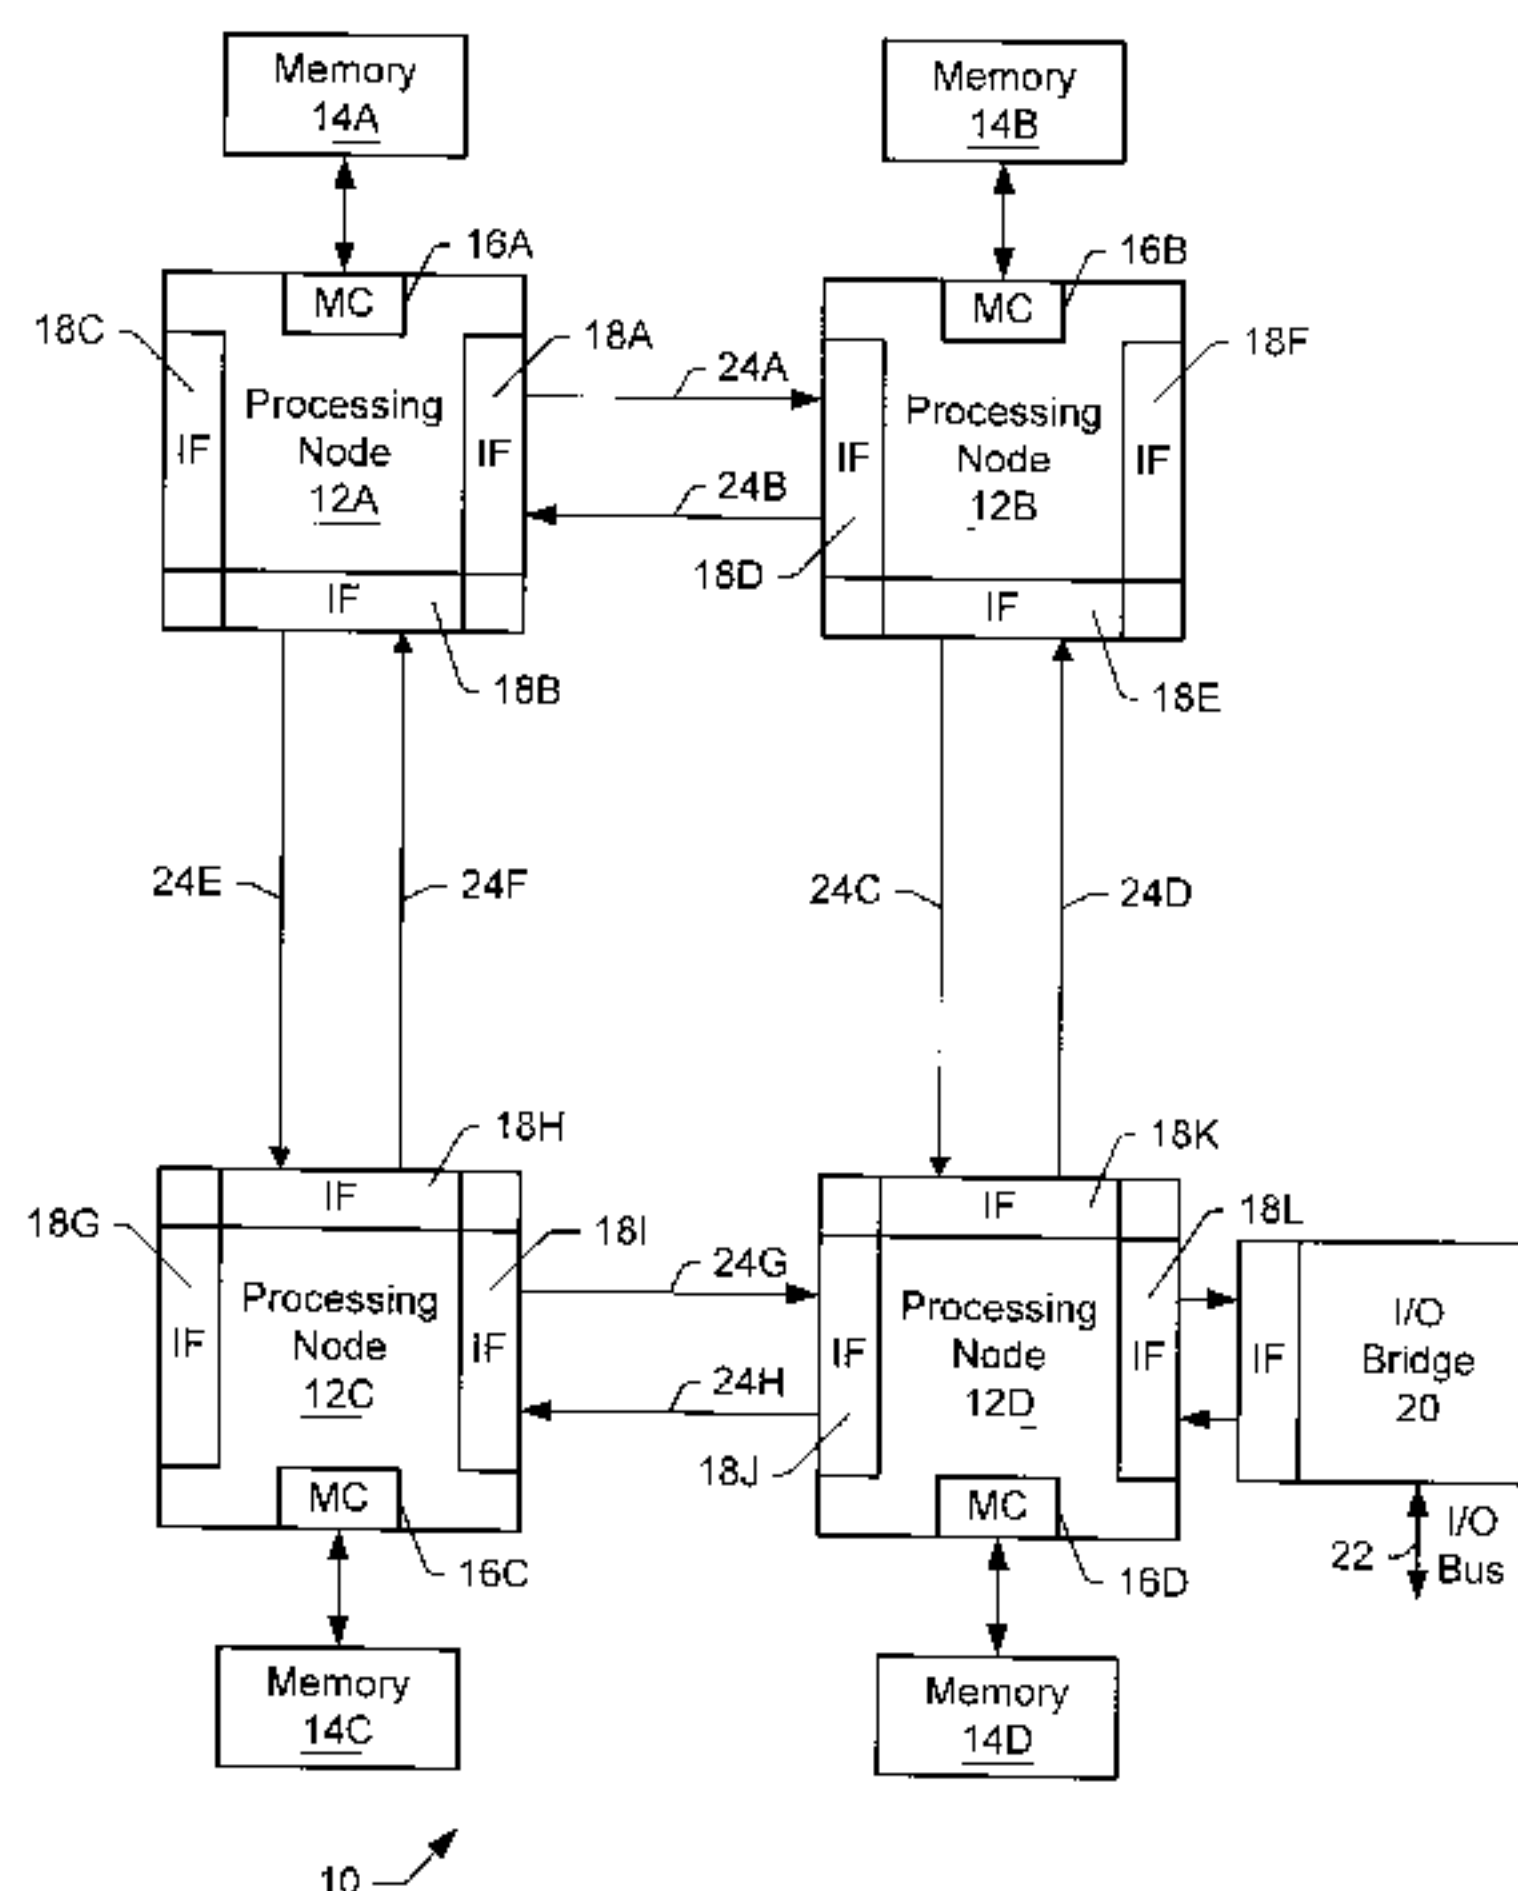 Memory
14A
Memory
14B
16A
16B
MC
MC
18C
18A
18F
24A
Processing
Node
12A
Processing
Node
12B
IF
IF
IF
IF
24B
18D
IF
IF
18B
18E
24E
24F
24C
24D
18H
18K
IF
IF
18G
18I
18L
24G
Processing
Node
12C
Processing
Node
12D
I/O
Bridge
20
IF
IF
IF
IF
IF
24H
18J
MC
MC
I/O
Bus
22
16C
16D
Memory
14C
Memory
14D
10